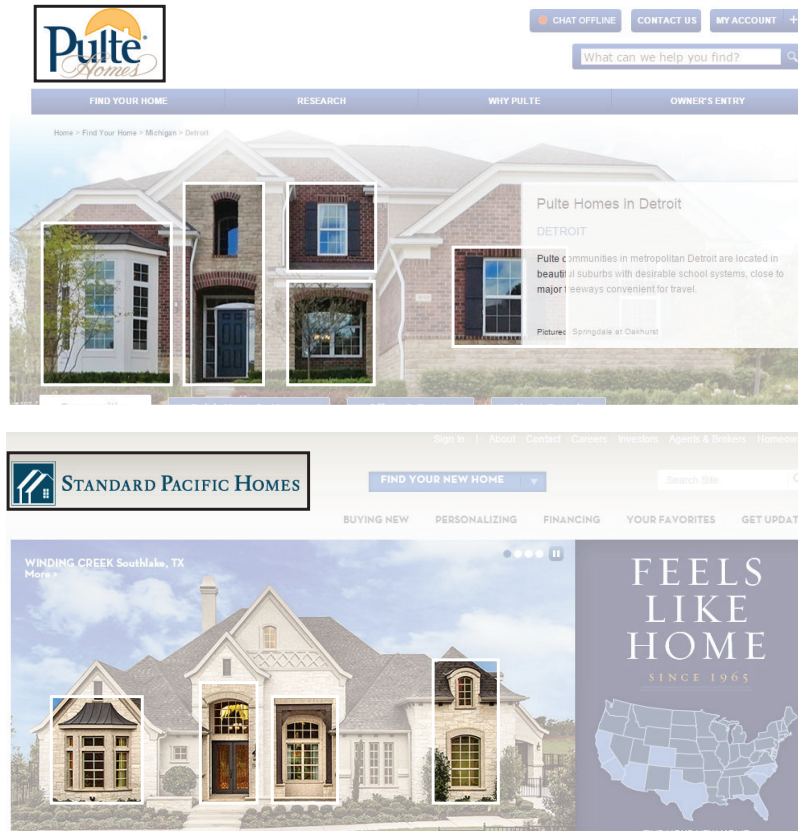 Pulte
Homes
CHAT OFFLINE
CONTACT US
MY ACCOUNT +
What can we help you find?
FIND YOUR HOME
RESEARCH
WHY PULTE
OWNER'S ENTRY
Home > Find Your Home > Michigan > Detroit
Pulte Homes in Detroit
DETROIT
Pulte communities in metropolitan Detroit are located in
beautiful suburbs with desirable school systems, close to
major freeways convenient for travel.
Pictured: Springdale at Oakhurst
Sign In | About Contact Careers Investors Agents & Brokers Homeow
STANDARD PACIFIC HOMES
FIND YOUR NEW HOME
Search Site
BUYING NEW
PERSONALIZING
FINANCING
YOUR FAVORITES
GET UPDAT
WINDING CREEK Southlake, TX
More >
FEELS
LIKE
HOME
SINCE 1965